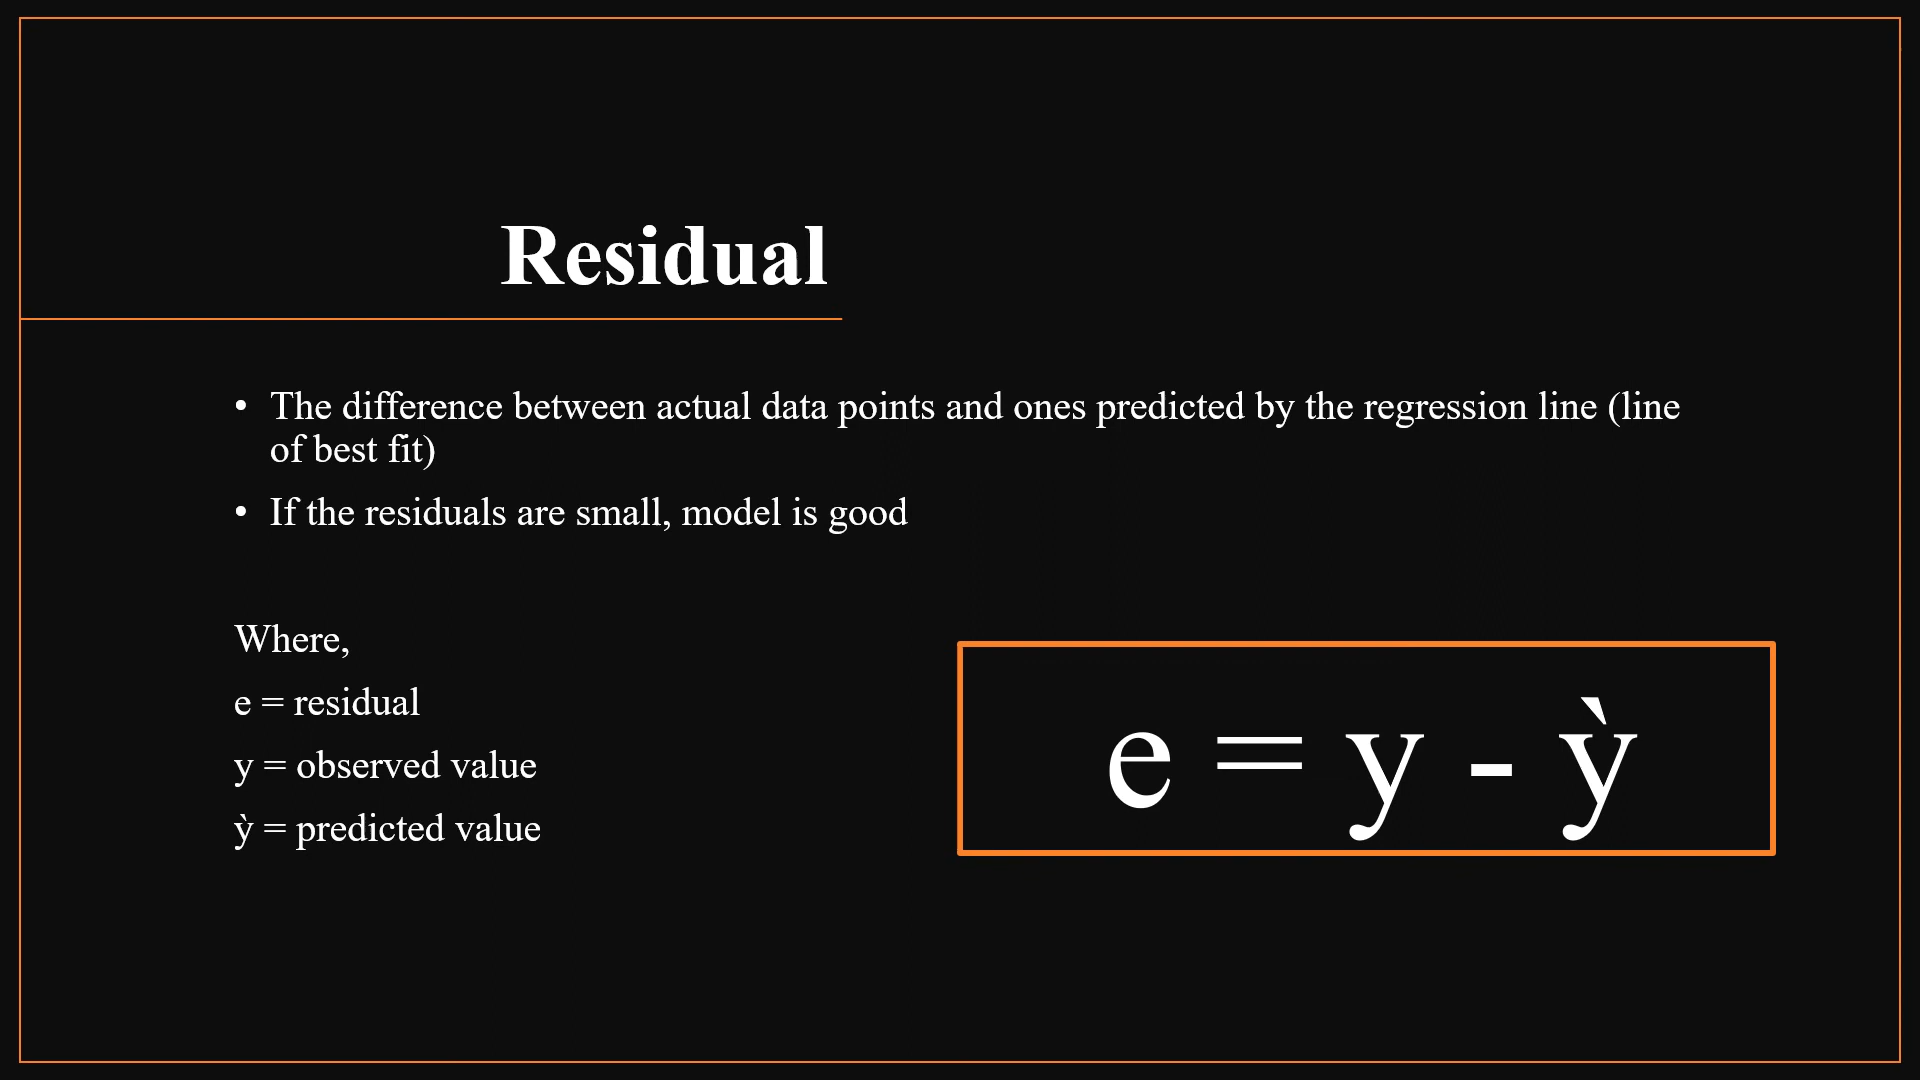 Residual
• The difference between actual data points and ones predicted by the regression line (line
of best fit)
• If the residuals are small, model is good
Where,
e = residual
y = observed value
ỳ = predicted value
e = y - ỳ